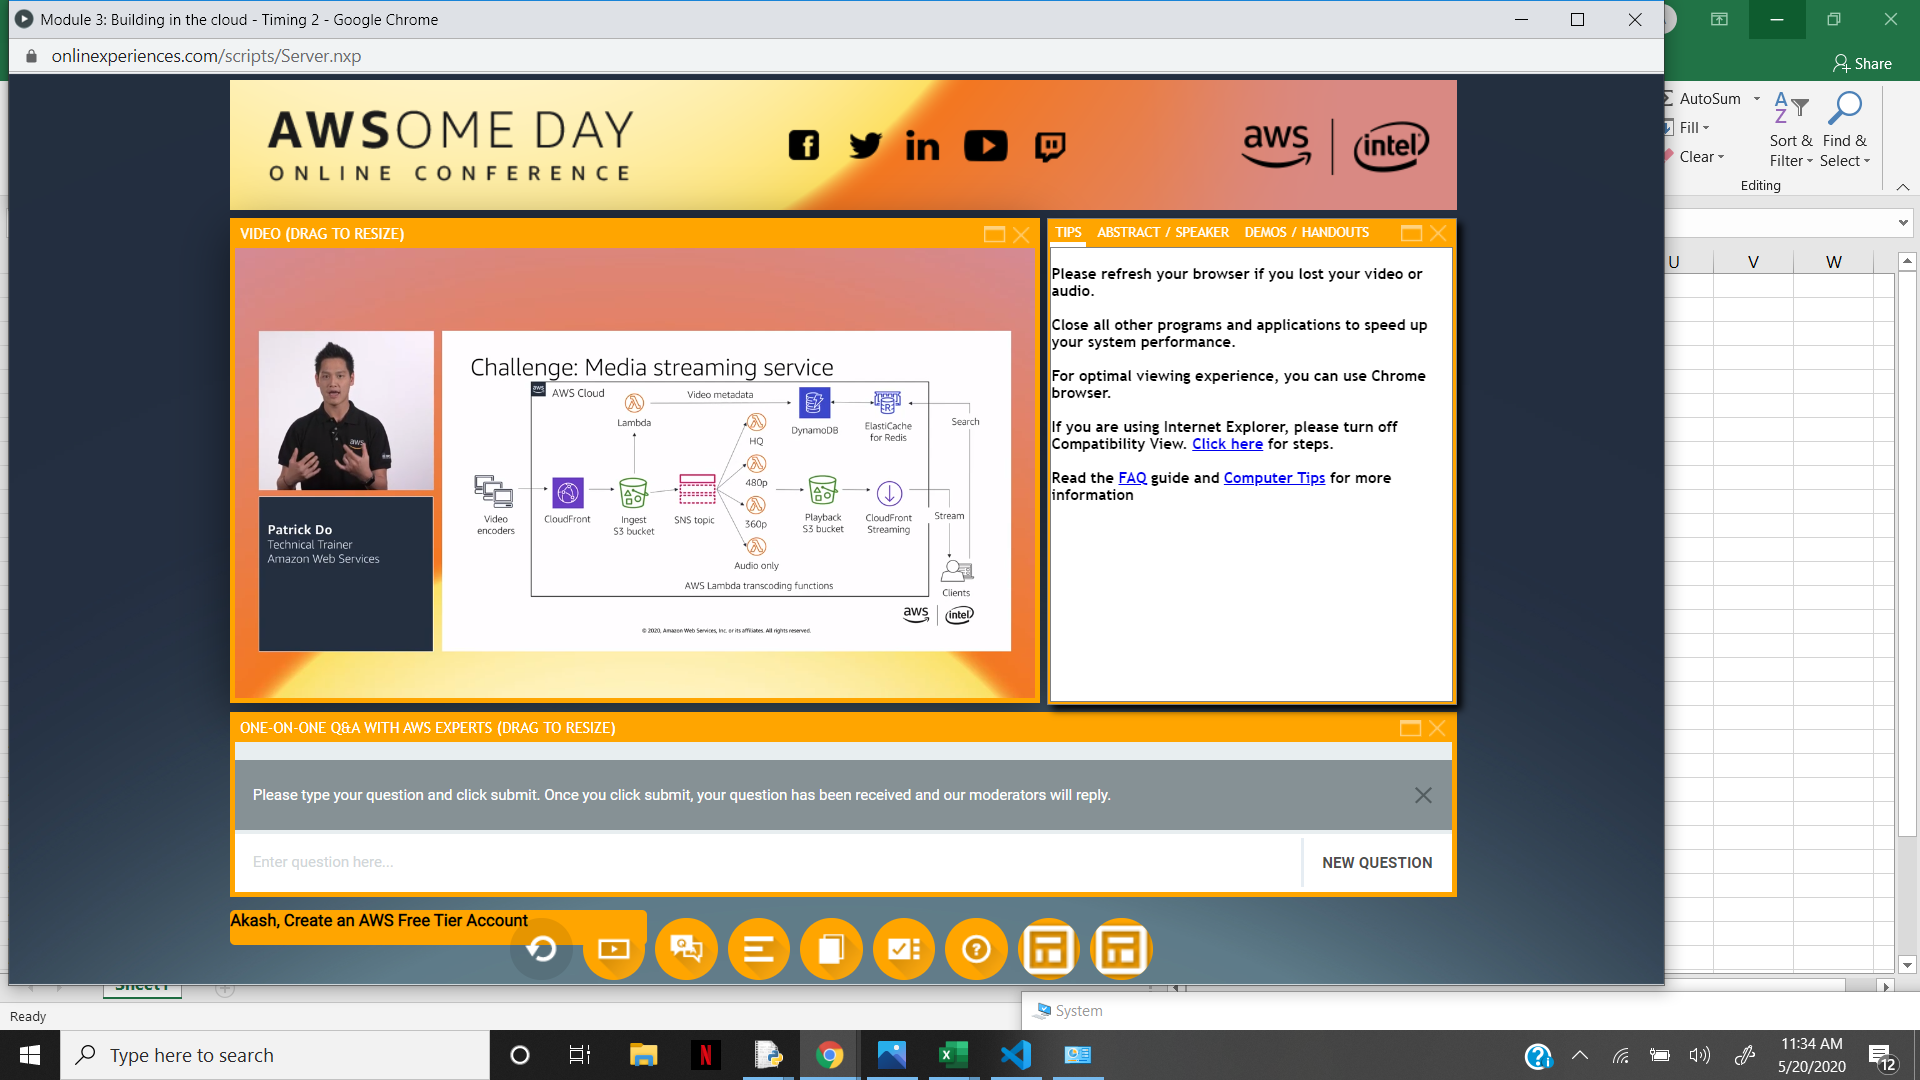 Module 3: Building in the cloud - Timing 2 - Google Chrome
onlinexperiences.com/scripts/Server.nxp
Share
AutoSum
Fill
Clear
Sort & Filter
Find & Select
Editing
U V W
AWSOME DAY
ONLINE CONFERENCE
aws
intel
VIDEO (DRAG TO RESIZE)
Challenge: Media streaming service
aws
AWS Cloud
Video metadata
Lambda
DynamoDB
ElastiCache
for Redis
Search
HQ
480p
360p
Audio only
Video
encoders
CloudFront
Ingest
S3 bucket
SNS topic
Playback
S3 bucket
CloudFront
Streaming
Stream
Clients
AWS Lambda transcoding functions
aws
intel
© 2020, Amazon Web Services, Inc. or its affiliates. All rights reserved.
aws
Patrick Do
Technical Trainer
Amazon Web Services
TIPS ABSTRACT / SPEAKER DEMOS / HANDOUTS
Please refresh your browser if you lost your video or
audio.
Close all other programs and applications to speed up
your system performance.
For optimal viewing experience, you can use Chrome
browser.
If you are using Internet Explorer, please turn off
Compatibility View. Click here for steps.
Read the FAQ guide and Computer Tips for more
information
ONE-ON-ONE Q&A WITH AWS EXPERTS (DRAG TO RESIZE)
Please type your question and click submit. Once you click submit, your question has been received and our moderators will reply.
Enter question here...
NEW QUESTION
Akash, Create an AWS Free Tier Account
Sheet1
Ready
System
Type here to search
11:34 AM
5/20/2020
12